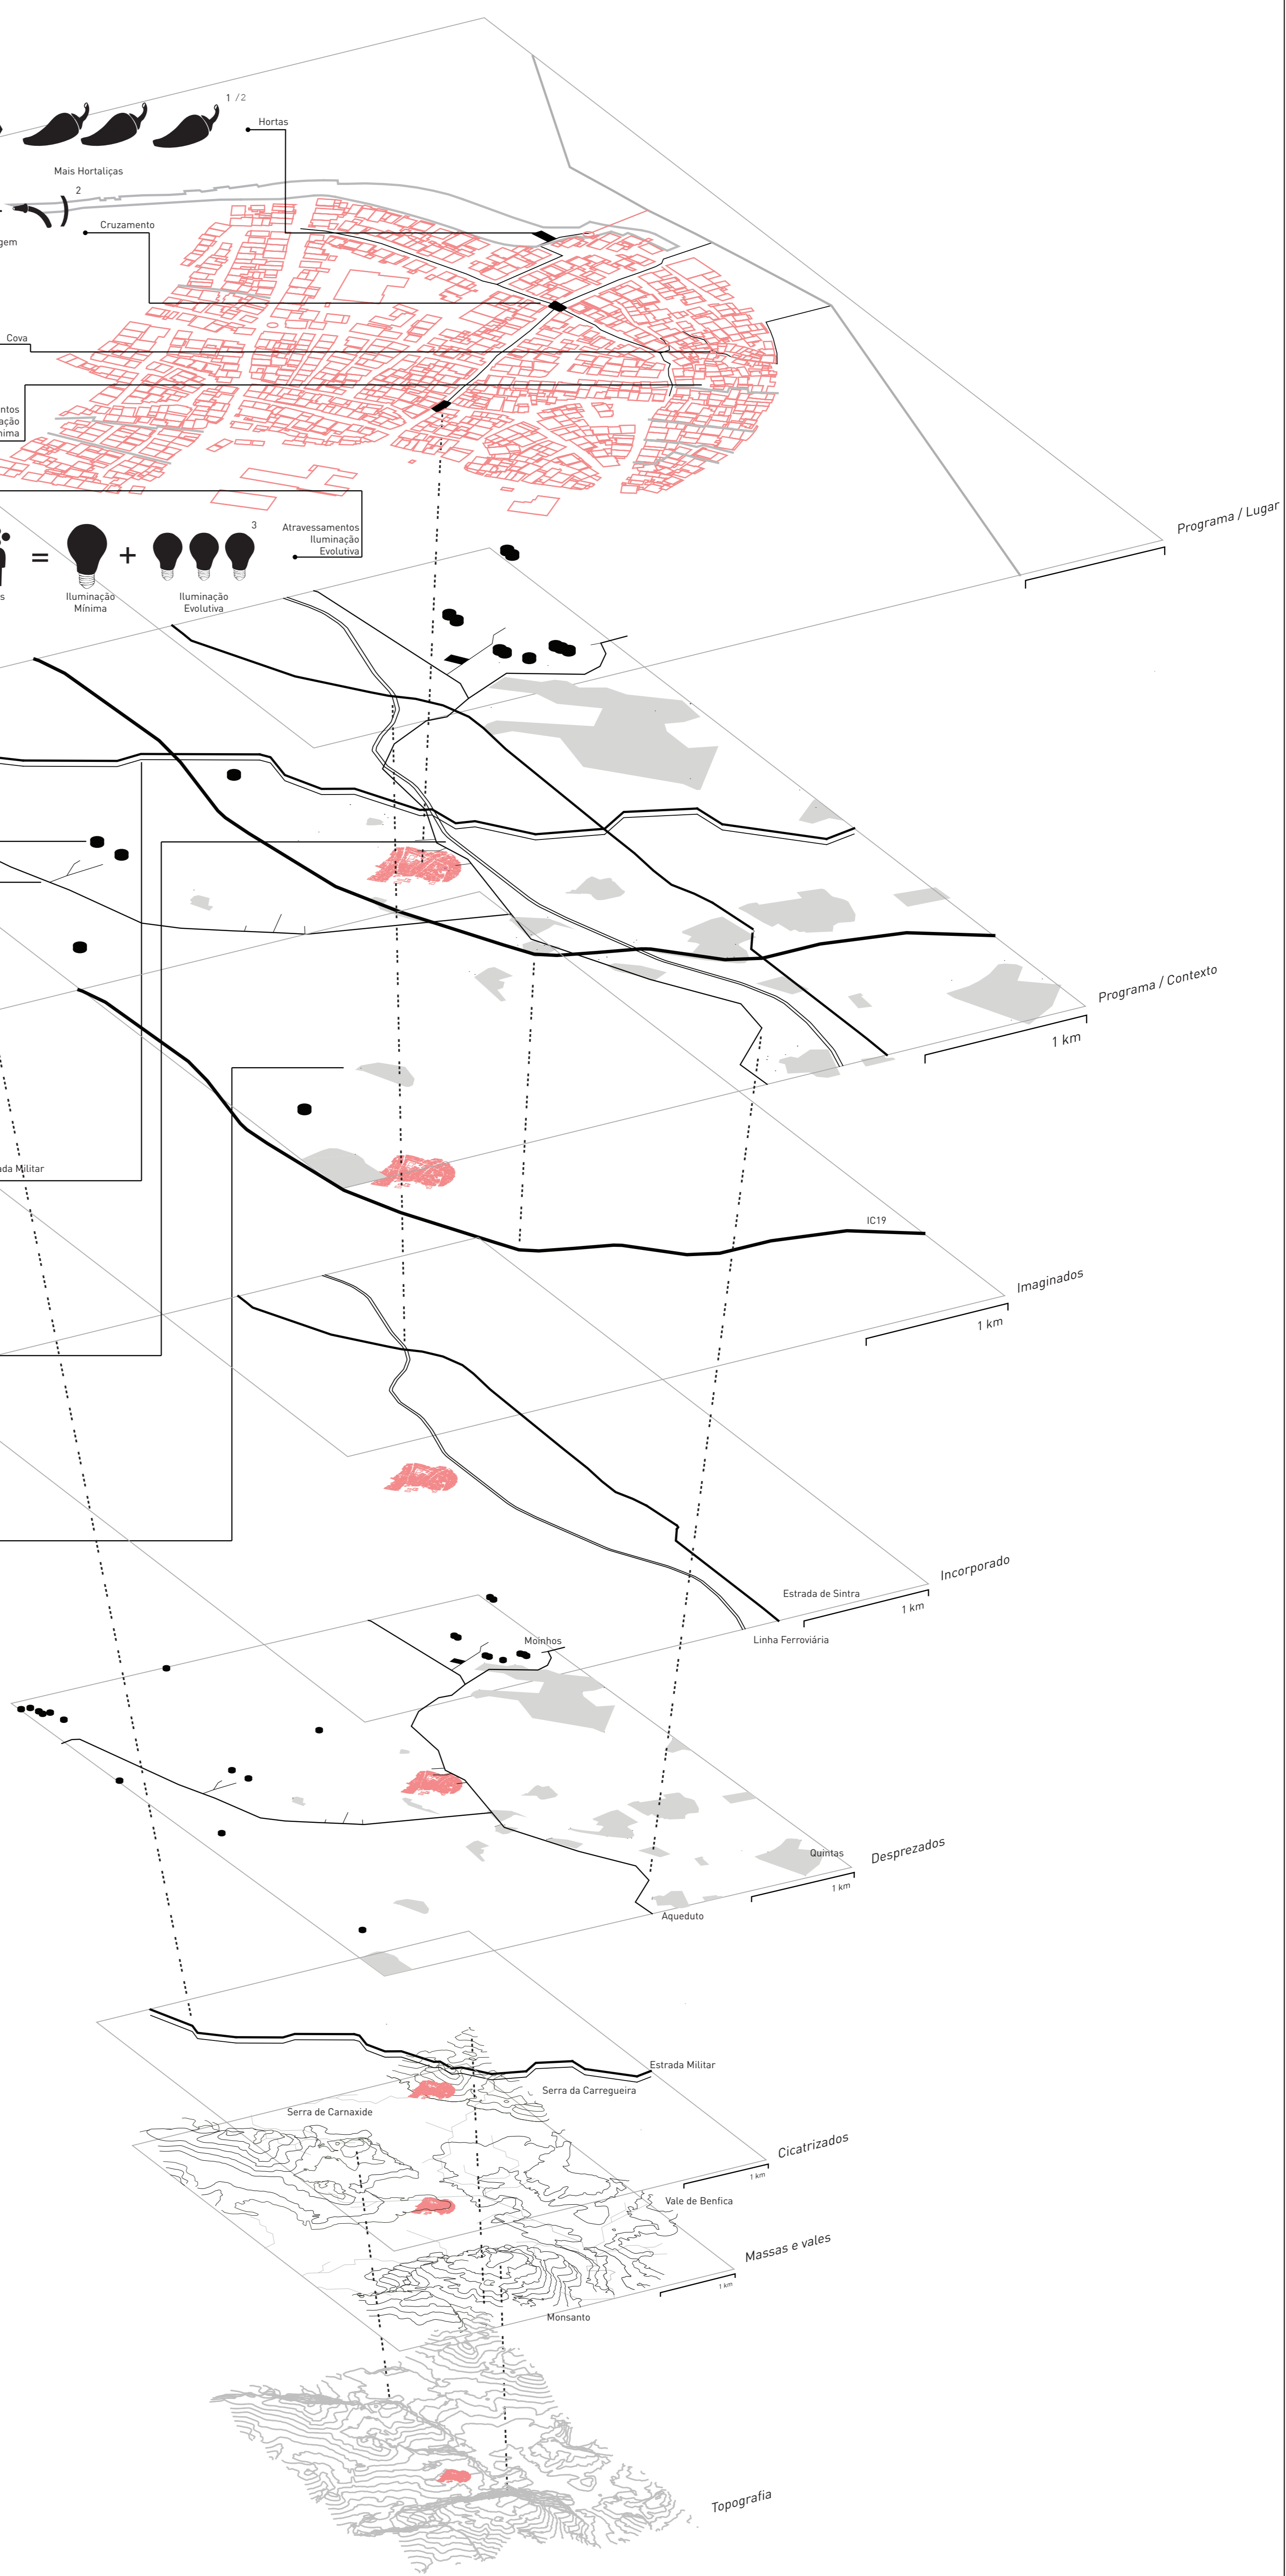 1 / 2
Hortas
Mais Hortaliças
2
Cruzamento
gem
Cova
ntos
ação
nima
3
Atravessamentos
Iluminação
Evolutiva
=
+
s
Iluminação
Mínima
Iluminação
Evolutiva
Programa / Lugar
Programa / Contexto
1 km
ada Militar
IC19
Imaginados
1 km
Incorporado
Estrada de Sintra
1 km
Linha Ferroviária
Moinhos
Desprezados
Quintas
1 km
Aqueduto
Estrada Militar
Serra da Carregueira
Serra de Carnaxide
Cicatrizados
1 km
Vale de Benfica
Massas e vales
1 km
Monsanto
Topografia